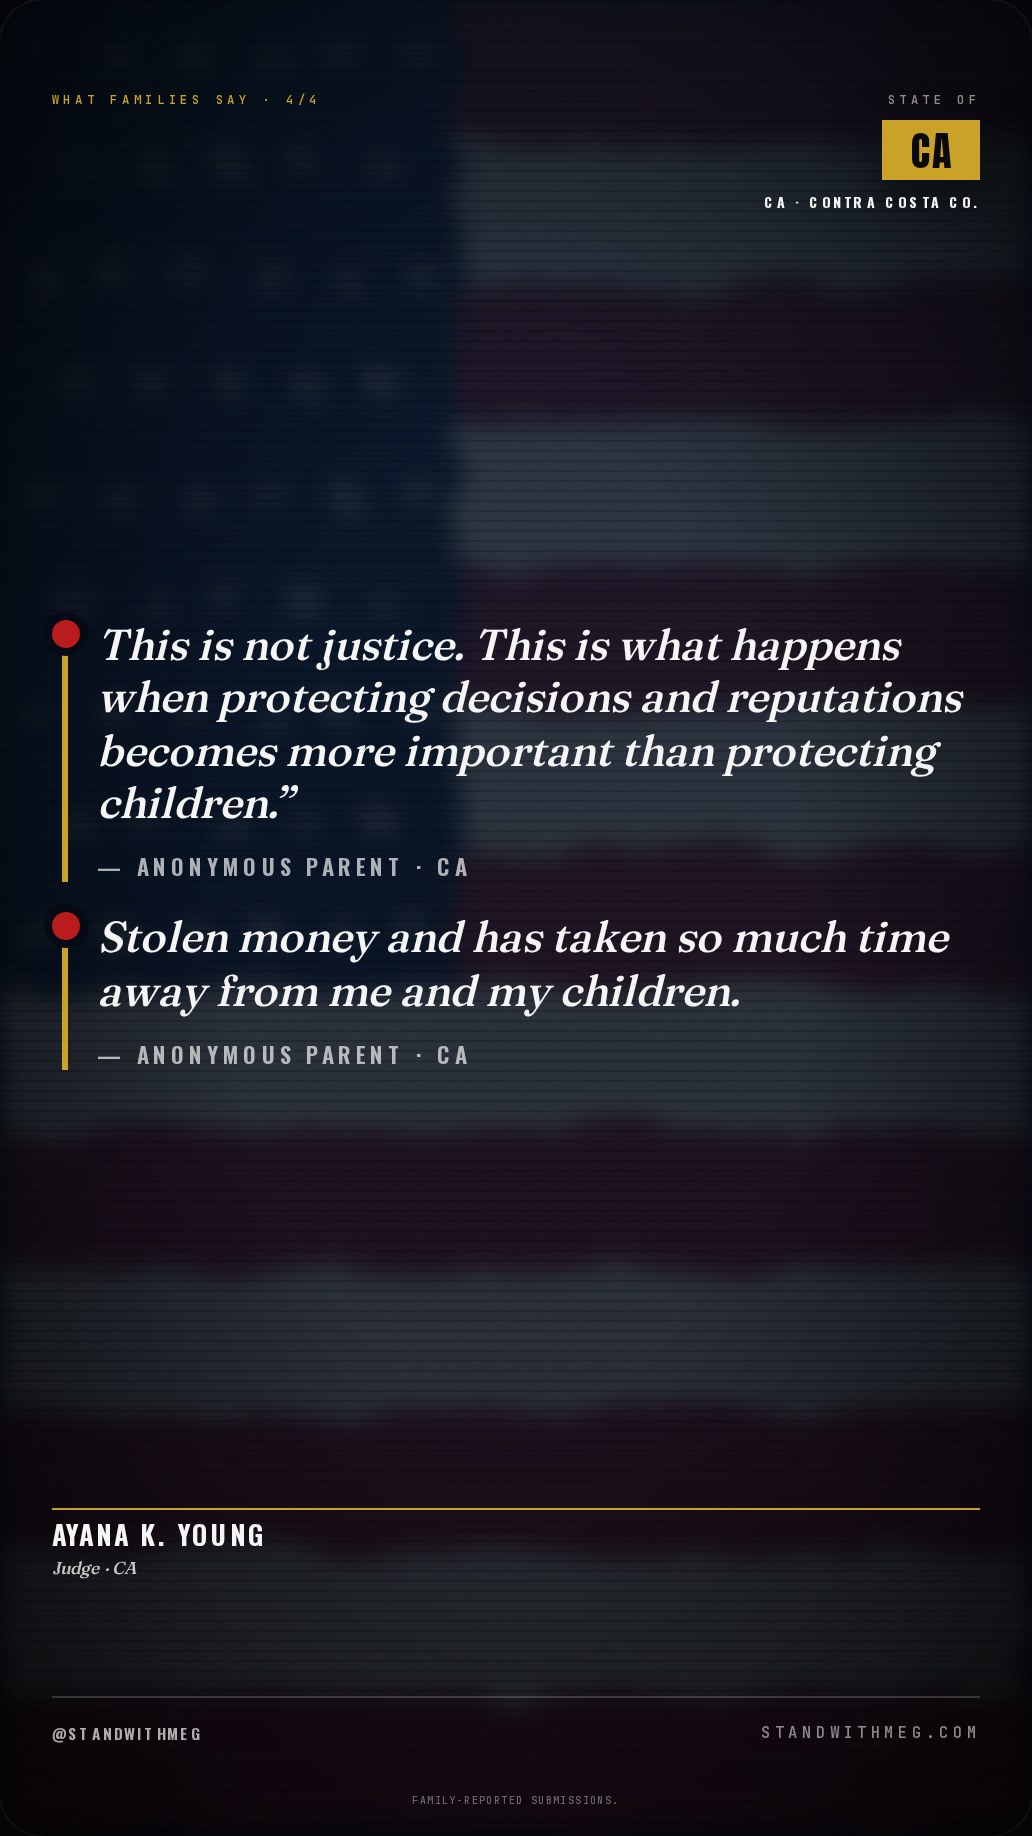 WHAT FAMILIES SAY · 4/4
STATE OF
CA
CA · CONTRA COSTA CO.
This is not justice. This is what happens
when protecting decisions and reputations
becomes more important than protecting
children.”
— ANONYMOUS PARENT · CA
Stolen money and has taken so much time
away from me and my children.
— ANONYMOUS PARENT · CA
AYANA K. YOUNG
Judge · CA
@STANDWITHMEG
STANDWITHMEG.COM
FAMILY-REPORTED SUBMISSIONS.